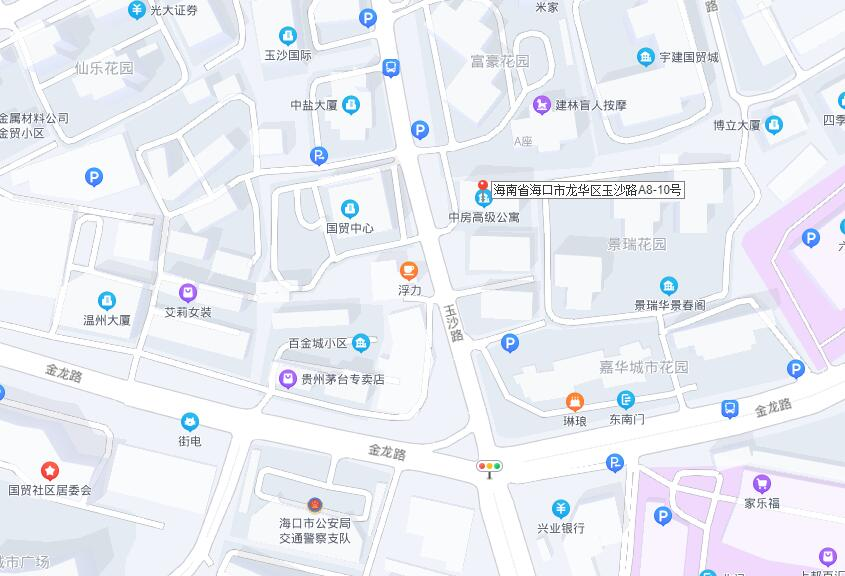 光大证券
米家
路
玉沙国际
仙乐花园
富豪花园
宇建国贸城
中盐大厦
建林盲人按摩
金属材料公司
金贸小区
博立大厦
四季
A座
海南省海口市龙华区玉沙路A8-10号
中房高级公寓
国贸中心
景瑞花园
六
浮力
艾莉女装
温州大厦
景瑞华景春阁
玉沙路
百金城小区
嘉华城市花园
贵州茅台专卖店
金龙路
琳琅
东南门
金龙路
街电
金龙路
国贸社区居委会
家乐福
海口市公安局
交通警察支队
兴业银行
城市广场